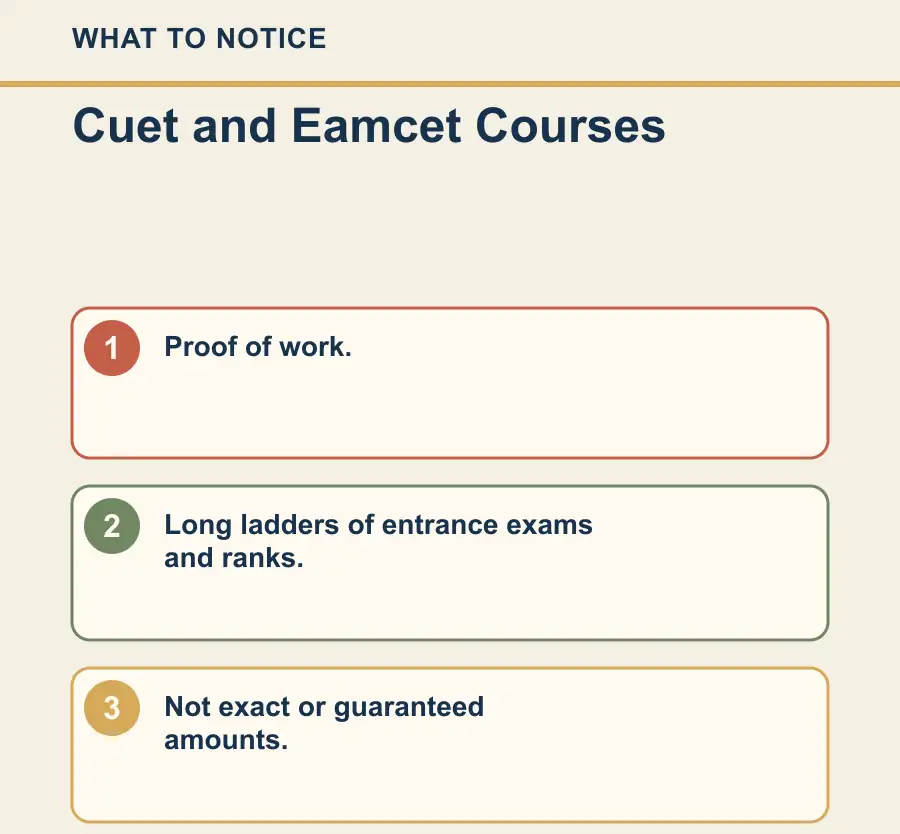 WHAT TO NOTICE
Cuet and Eamcet Courses
1
Proof of work.
2
Long ladders of entrance exams
and ranks.
3
Not exact or guaranteed
amounts.